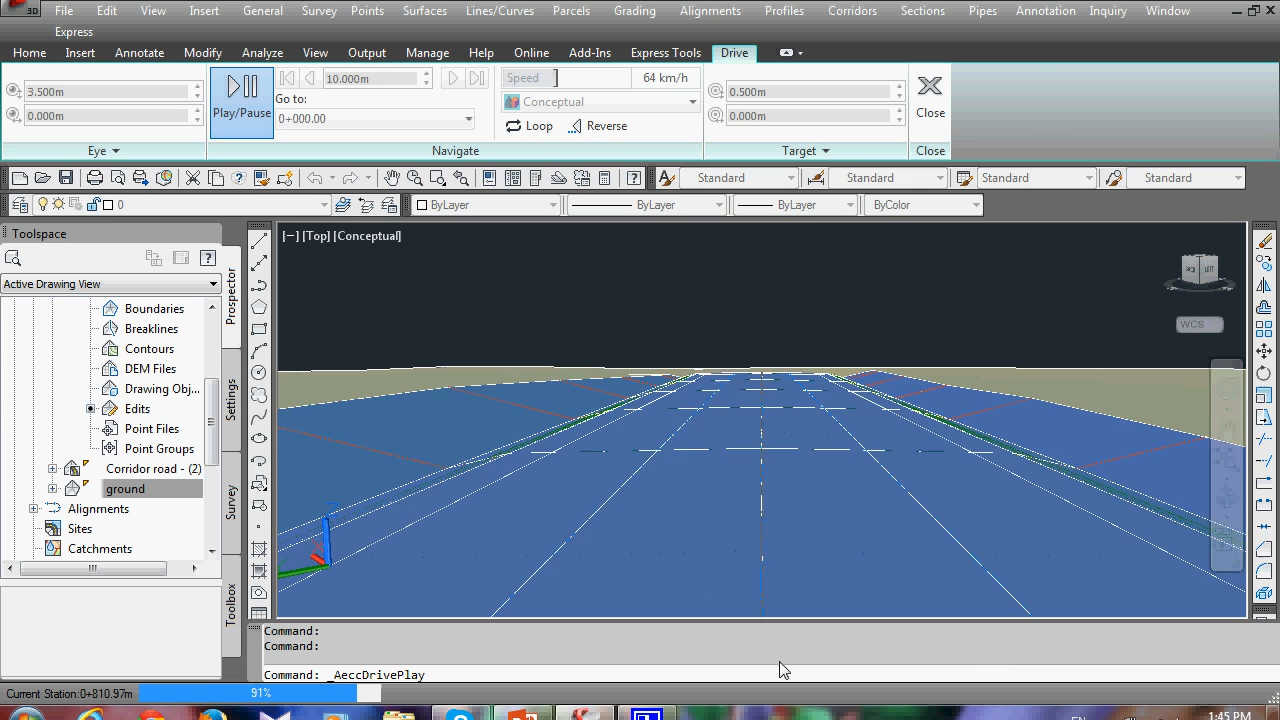 3D File Edit View Insert General Survey Points Surfaces Lines/Curves Parcels Grading Alignments Profiles Corridors Sections Pipes Annotation Inquiry Window
Express
Home Insert Annotate Modify Analyze View Output Manage Help Online Add-Ins Express Tools Drive
3.500m
0.000m
Eye
Play/Pause
10.000m
Go to:
0+000.00
Speed 64 km/h
Conceptual
Loop Reverse
Navigate
0.500m
0.000m
Target
Close
Close
Standard Standard Standard Standard
0 ByLayer ByLayer ByLayer ByColor
Toolspace
Active Drawing View
Boundaries
Breaklines
Contours
DEM Files
Drawing Obj...
Edits
Point Files
Point Groups
Corridor road - (2)
ground
Alignments
Sites
Catchments
Prospector
Settings
Survey
Toolbox
[−] [Top] [Conceptual]
LEFT
WCS
Command:
Command:
Command: _AeccDrivePlay
Current Station:0+810.97m 91%
EN 1:45 PM